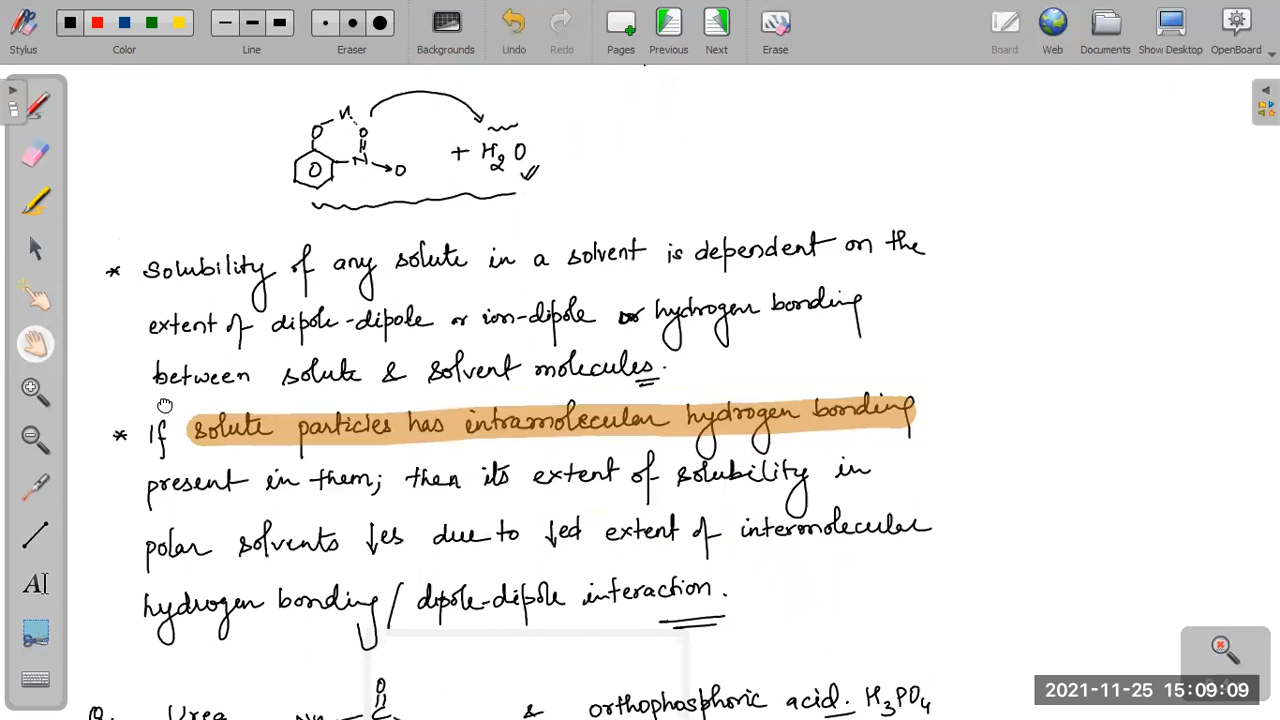 Stylus Color Line Eraser Backgrounds Undo Redo Pages Previous Next Erase Board Web Documents Show Desktop OpenBoard
H
O O
N → O
+ H2O
* Solubility of any solute in a solvent is dependent on the
extent of dipole-dipole or ion-dipole or hydrogen bonding
between solute & solvent molecules.
* If solute particles has intramolecular hydrogen bonding
present in them; then its extent of solubility in
polar solvents ↓es due to ↓ed extent of intermolecular
hydrogen bonding / dipole-dipole interaction.
O
Urea & orthophosphoric acid. H3PO4
2021-11-25 15:09:09